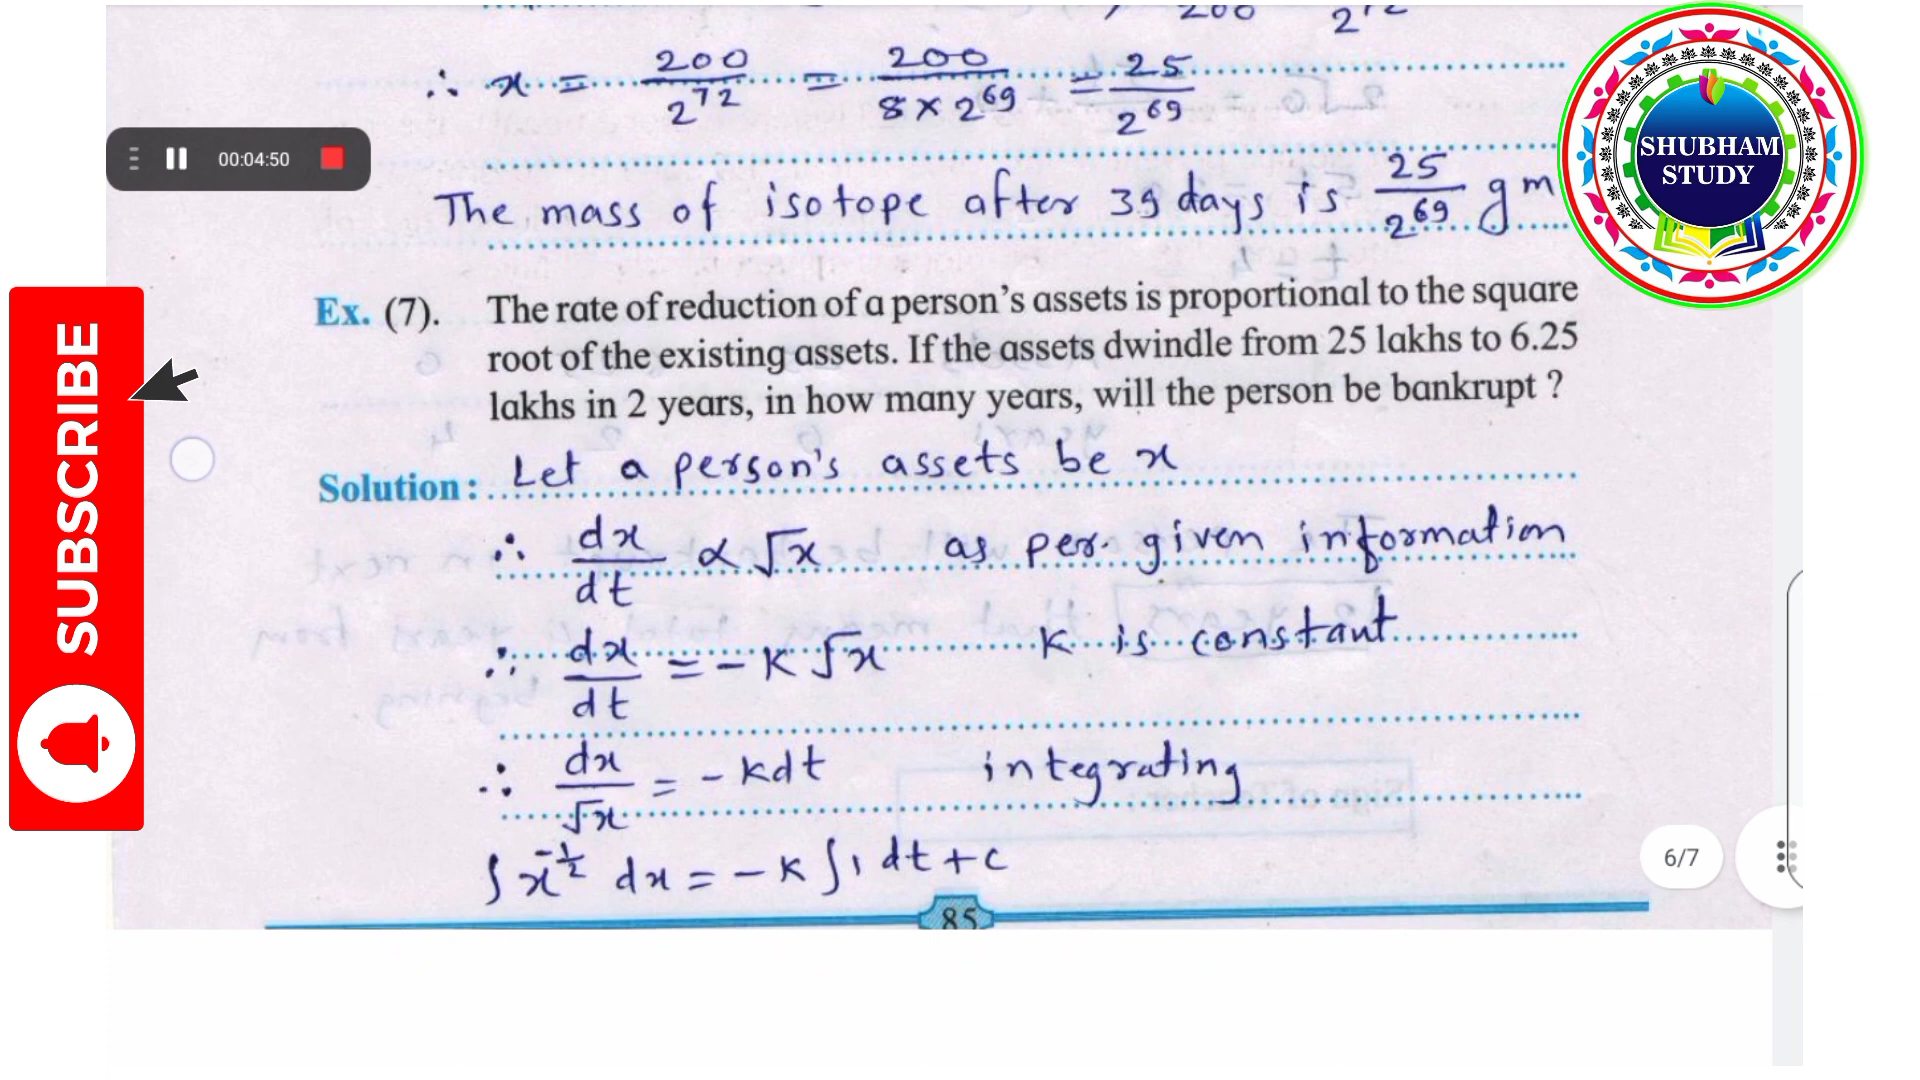 200 2^72
∴ x = 200/2^72 = 200/(8 × 2^69) = 25/2^69
00:04:50
The mass of isotope after 39 days is 25/2^69 gm
SHUBHAM
STUDY
Ex. (7). The rate of reduction of a person's assets is proportional to the square
root of the existing assets. If the assets dwindle from 25 lakhs to 6.25
lakhs in 2 years, in how many years, will the person be bankrupt ?
SUBSCRIBE
Solution: Let a person's assets be x
∴ dx/dt ∝ √x as per given information
∴ dx/dt = -k√x k is constant
∴ dx/√x = -kdt integrating
∫ x^-1/2 dx = -k ∫ 1 dt + c
6/7
85